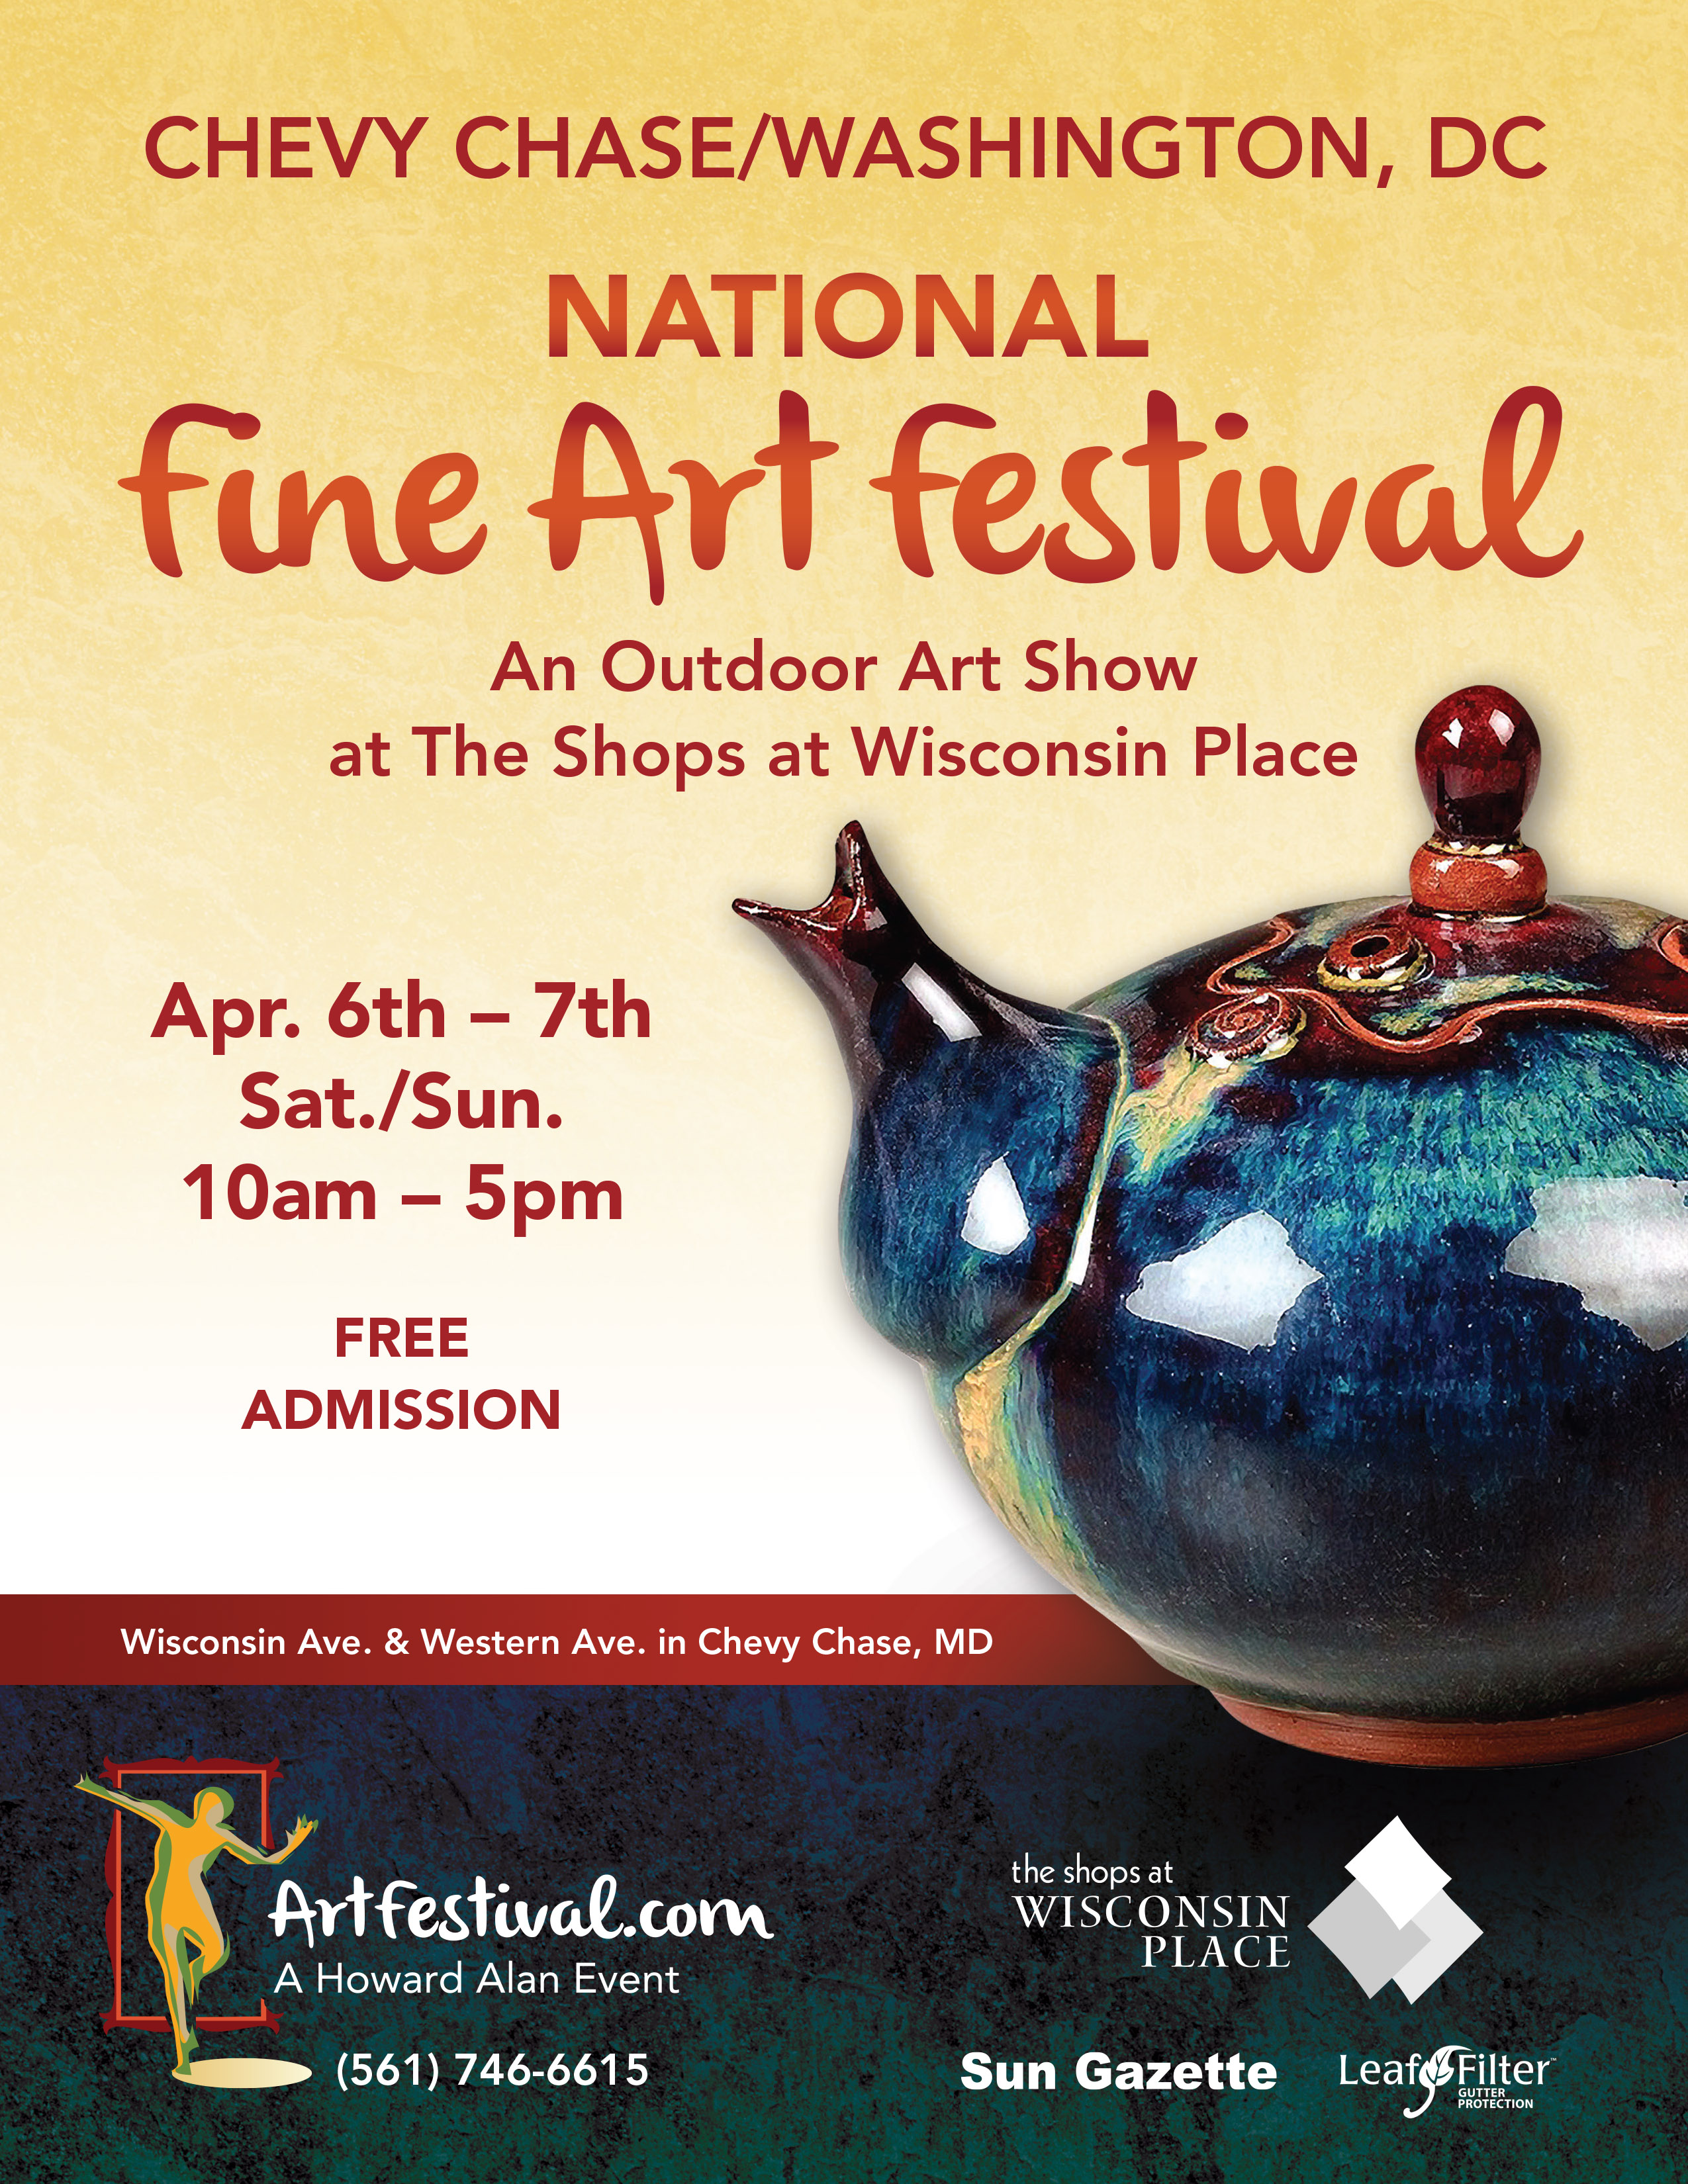 CHEVY CHASE/WASHINGTON, DC
NATIONAL
Fine Art Festival
An Outdoor Art Show
at The Shops at Wisconsin Place
Apr. 6th – 7th
Sat./Sun.
10am – 5pm
FREE
ADMISSION
Wisconsin Ave. & Western Ave. in Chevy Chase, MD
ArtFestival.com
A Howard Alan Event
(561) 746-6615
the shops at
WISCONSIN
PLACE
Sun Gazette
LeafFilter™
GUTTER
PROTECTION